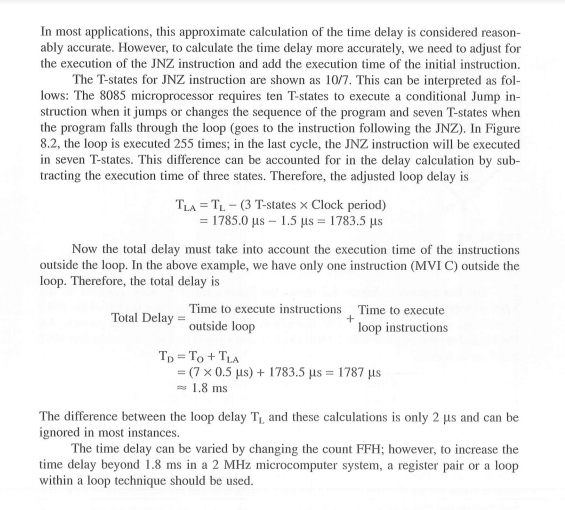 In most applications, this approximate calculation of the time delay is considered reason-
ably accurate. However, to calculate the time delay more accurately, we need to adjust for
the execution of the JNZ instruction and add the execution time of the initial instruction.
The T-states for JNZ instruction are shown as 10/7. This can be interpreted as fol-
lows: The 8085 microprocessor requires ten T-states to execute a conditional Jump in-
struction when it jumps or changes the sequence of the program and seven T-states when
the program falls through the loop (goes to the instruction following the JNZ). In Figure
8.2, the loop is executed 255 times; in the last cycle, the JNZ instruction will be executed
in seven T-states. This difference can be accounted for in the delay calculation by sub-
tracting the execution time of three states. Therefore, the adjusted loop delay is
T_LA = T_L − (3 T-states × Clock period)
= 1785.0 μs − 1.5 μs = 1783.5 μs
Now the total delay must take into account the execution time of the instructions
outside the loop. In the above example, we have only one instruction (MVI C) outside the
loop. Therefore, the total delay is
Total Delay = Time to execute instructions outside loop + Time to execute loop instructions
T_D = T_O + T_LA
= (7 × 0.5 μs) + 1783.5 μs = 1787 μs
≈ 1.8 ms
The difference between the loop delay T_L and these calculations is only 2 μs and can be
ignored in most instances.
The time delay can be varied by changing the count FFH; however, to increase the
time delay beyond 1.8 ms in a 2 MHz microcomputer system, a register pair or a loop
within a loop technique should be used.